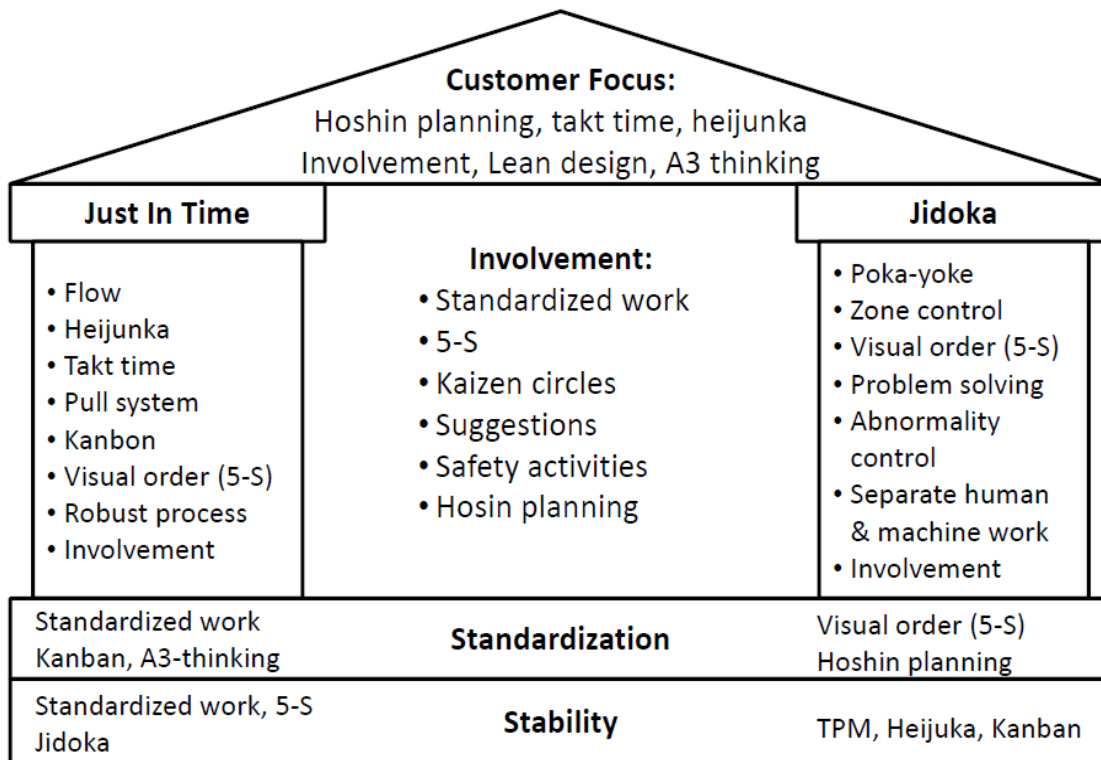 Customer Focus:
Hoshin planning, takt time, heijunka
Involvement, Lean design, A3 thinking
Just In Time
• Flow
• Heijunka
• Takt time
• Pull system
• Kanbon
• Visual order (5-S)
• Robust process
• Involvement
Involvement:
• Standardized work
• 5-S
• Kaizen circles
• Suggestions
• Safety activities
• Hosin planning
Jidoka
• Poka-yoke
• Zone control
• Visual order (5-S)
• Problem solving
• Abnormality
control
• Separate human
& machine work
• Involvement
Standardized work
Kanban, A3-thinking
Standardization
Visual order (5-S)
Hoshin planning
Standardized work, 5-S
Jidoka
Stability
TPM, Heijuka, Kanban